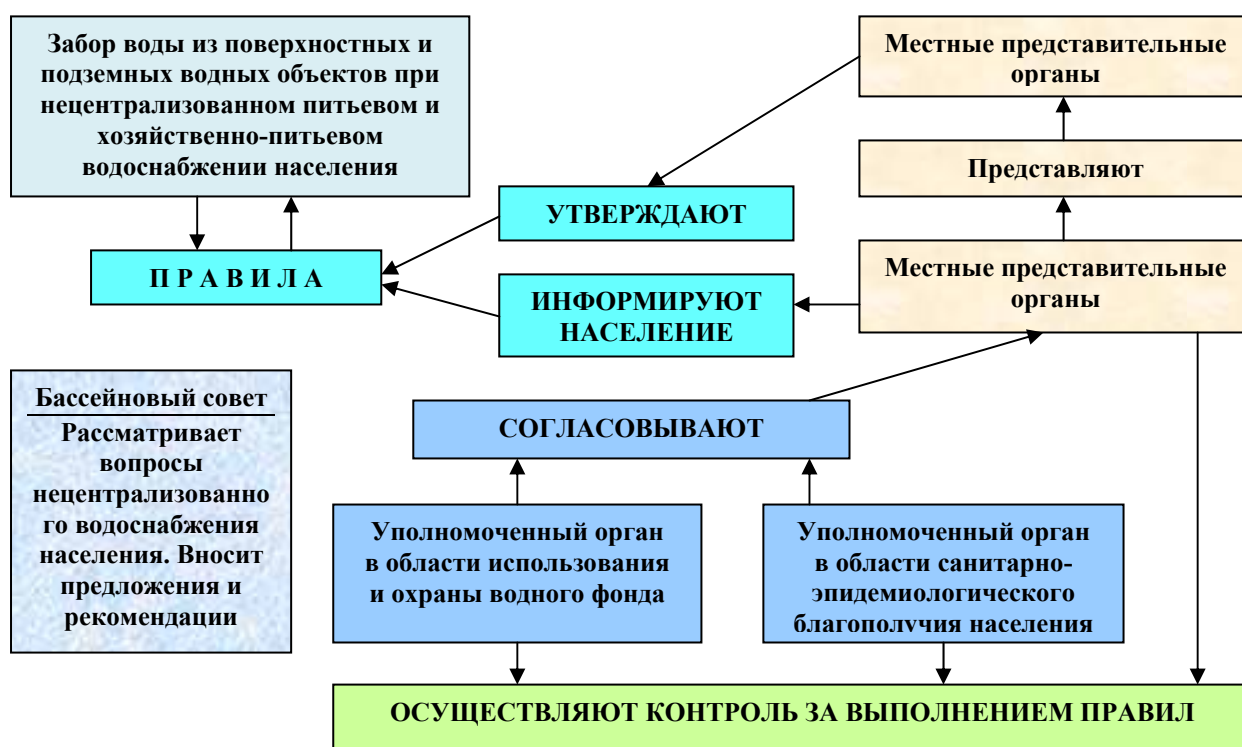 Забор воды из поверхностных и
подземных водных объектов при
нецентрализованном питьевом и
хозяйственно-питьевом
водоснабжении населения
Местные представительные
органы
Представляют
УТВЕРЖДАЮТ
П Р А В И Л А
Местные представительные
органы
ИНФОРМИРУЮТ
НАСЕЛЕНИЕ
Бассейновый совет
Рассматривает
вопросы
нецентрализованно
го водоснабжения
населения. Вносит
предложения и
рекомендации
СОГЛАСОВЫВАЮТ
Уполномоченный орган
в области использования
и охраны водного фонда
Уполномоченный орган
в области санитарно-
эпидемиологического
благополучия населения
ОСУЩЕСТВЛЯЮТ КОНТРОЛЬ ЗА ВЫПОЛНЕНИЕМ ПРАВИЛ